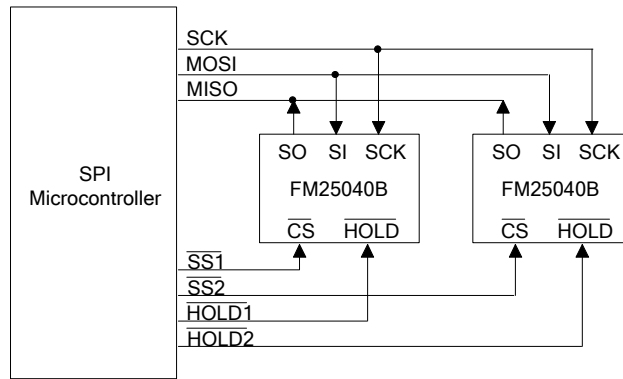 SCK
MOSI
MISO
SO SI SCK
FM25040B
CS HOLD
SO SI SCK
FM25040B
CS HOLD
SPI
Microcontroller
SS1
SS2
HOLD1
HOLD2